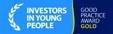 INVESTORS
IN YOUNG
PEOPLE
GOOD
PRACTICE
AWARD
GOLD